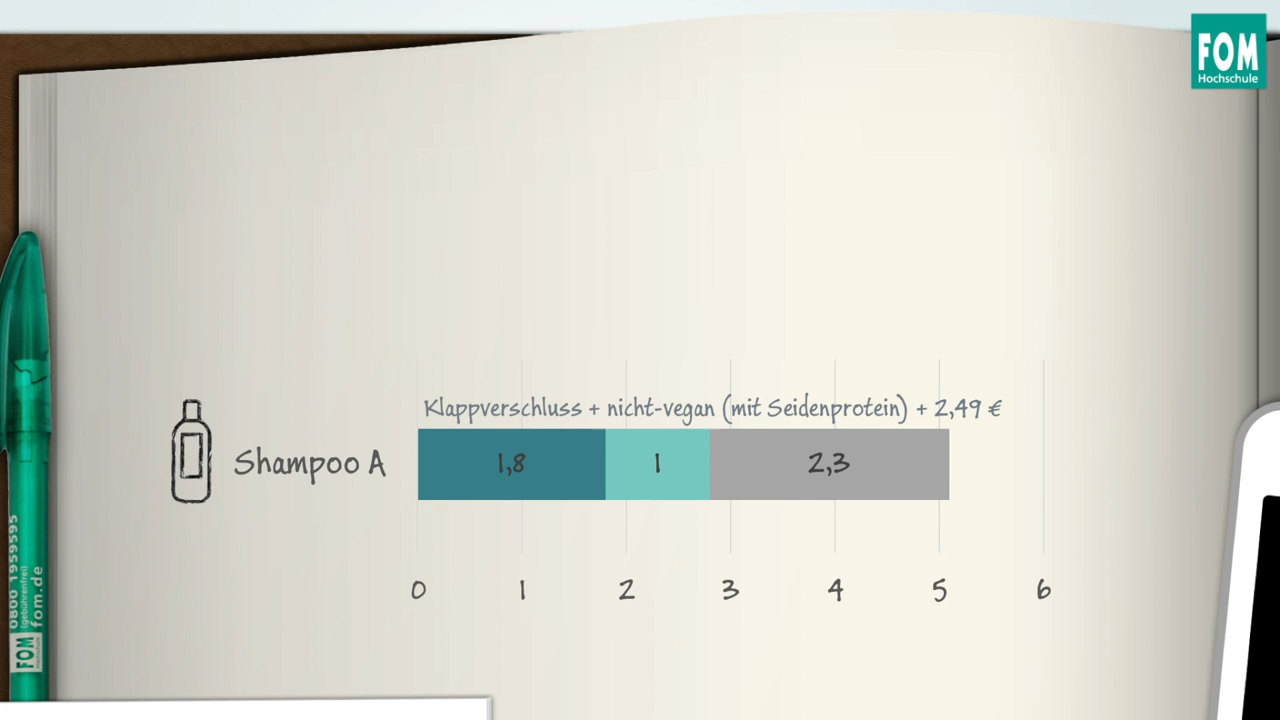 FOM
Hochschule
Klappverschluss + nicht-vegan (mit Seidenprotein) + 2,49 €
Shampoo A
1,8
1
2,3
0 1 2 3 4 5 6
0800 1959595
(gebührenfrei)
fom.de
FOM
Hochschule